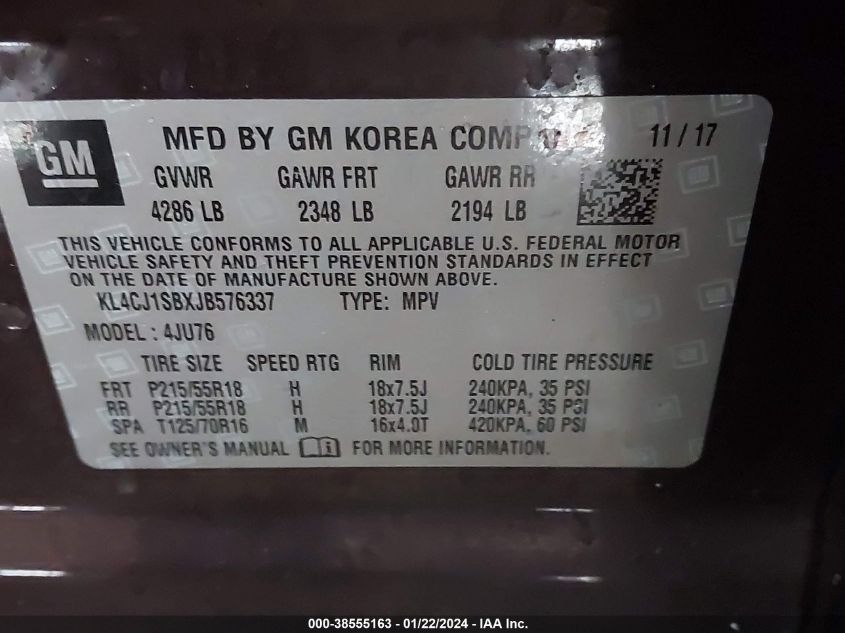 GM
MFD BY GM KOREA COMP 11 / 17
GVWR GAWR FRT GAWR RR
4286 LB 2348 LB 2194 LB
THIS VEHICLE CONFORMS TO ALL APPLICABLE U.S. FEDERAL MOTOR
VEHICLE SAFETY AND THEFT PREVENTION STANDARDS IN EFFECT
ON THE DATE OF MANUFACTURE SHOWN ABOVE.
KL4CJ1SBXJB576337 TYPE: MPV
MODEL : 4JU76
TIRE SIZE SPEED RTG RIM COLD TIRE PRESSURE
FRT P215/55R18 H 18x7.5J 240KPA, 35 PSI
RR P215/55R18 H 18x7.5J 240KPA, 35 PSI
SPA T125/70R16 M 16x4.0T 420KPA, 60 PSI
SEE OWNER'S MANUAL FOR MORE INFORMATION.
000-38555163 - 01/22/2024 - IAA Inc.